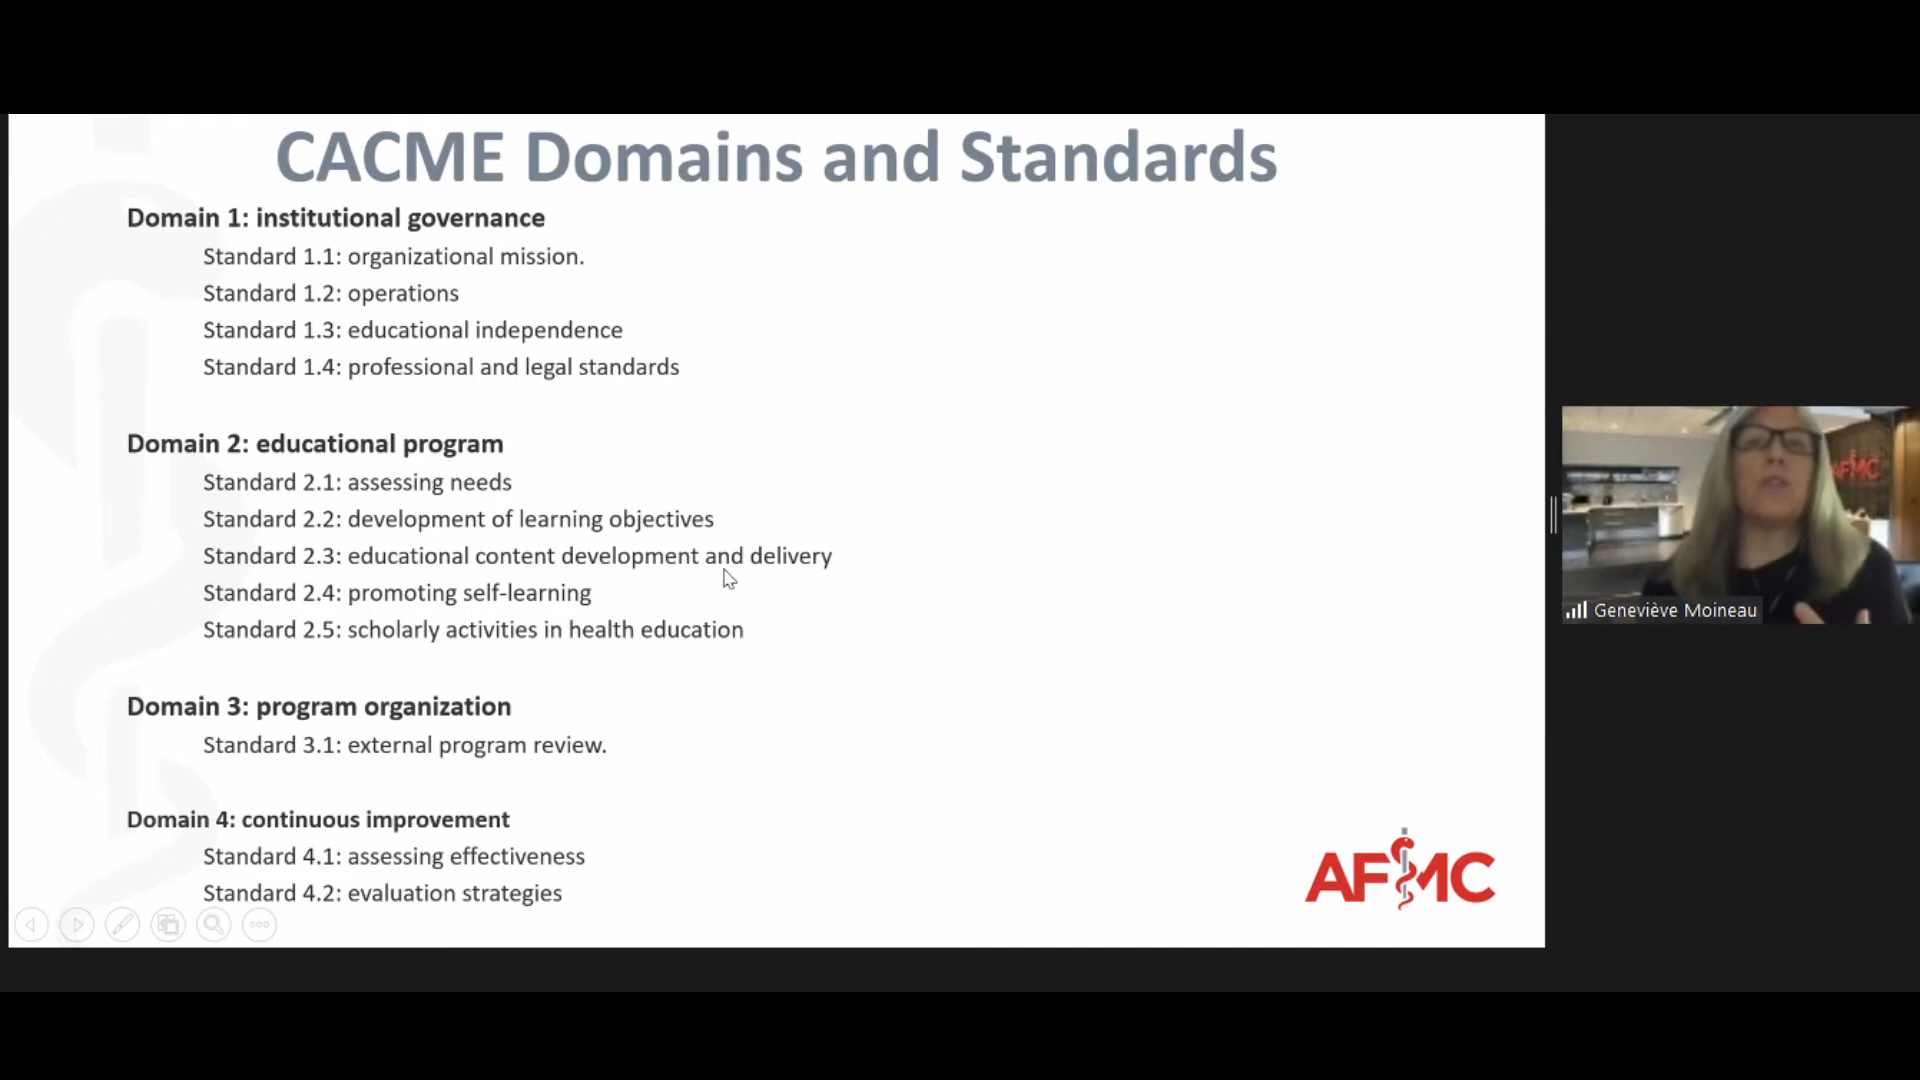 CACME Domains and Standards
Domain 1: institutional governance
Standard 1.1: organizational mission.
Standard 1.2: operations
Standard 1.3: educational independence
Standard 1.4: professional and legal standards
Domain 2: educational program
Standard 2.1: assessing needs
Standard 2.2: development of learning objectives
Standard 2.3: educational content development and delivery
Standard 2.4: promoting self-learning
Standard 2.5: scholarly activities in health education
Domain 3: program organization
Standard 3.1: external program review.
Domain 4: continuous improvement
Standard 4.1: assessing effectiveness
Standard 4.2: evaluation strategies
AFMC
AFMC
Geneviève Moineau